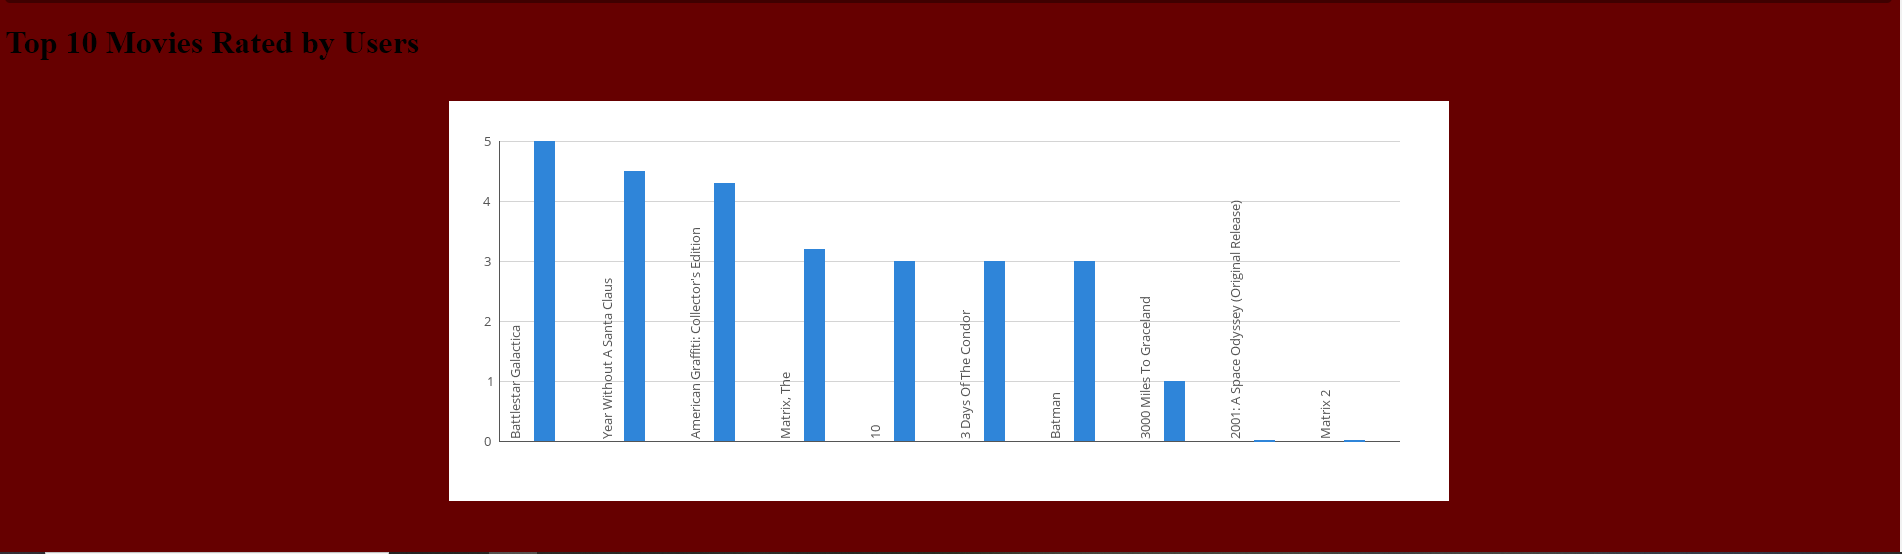 Top 10 Movies Rated by Users
5
4
3
2
1
0
Battlestar Galactica
Year Without A Santa Claus
American Graffiti: Collector's Edition
Matrix, The
10
3 Days Of The Condor
Batman
3000 Miles To Graceland
2001: A Space Odyssey (Original Release)
Matrix 2